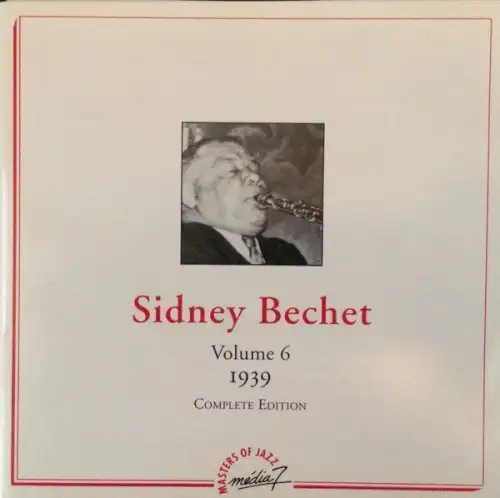 Sidney Bechet
Volume 6
1939
Complete Edition
MASTERS OF JAZZ
média 7